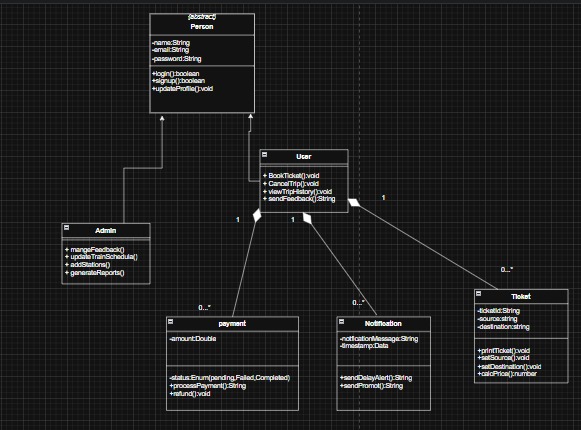 {abstract}
Person
-name:String
-email:String
-password:String
+login():boolean
+signup():boolean
+updateProfile():void
User
+ BookTicket():void
+ CancelTrip():void
+ viewTripHistory():void
+ sendFeedback():String
1
1
1
Admin
+ mangeFeedback()
+ updateTrainSchedula()
+ addStations()
+ generateReports()
0...*
0...*
0...*
payment
-amount:Double
-status:Enum(pending,Failed,Completed)
+processPayment():String
+refund():void
Notification
-notficationMessage:String
-timestamp:Data
+sendDelayAlert():String
+sendPromot():String
Ticket
-ticketId:String
-source:string
-destination:string
+printTicket():void
+setSource():void
+setDestination():void
+calcPrice():number